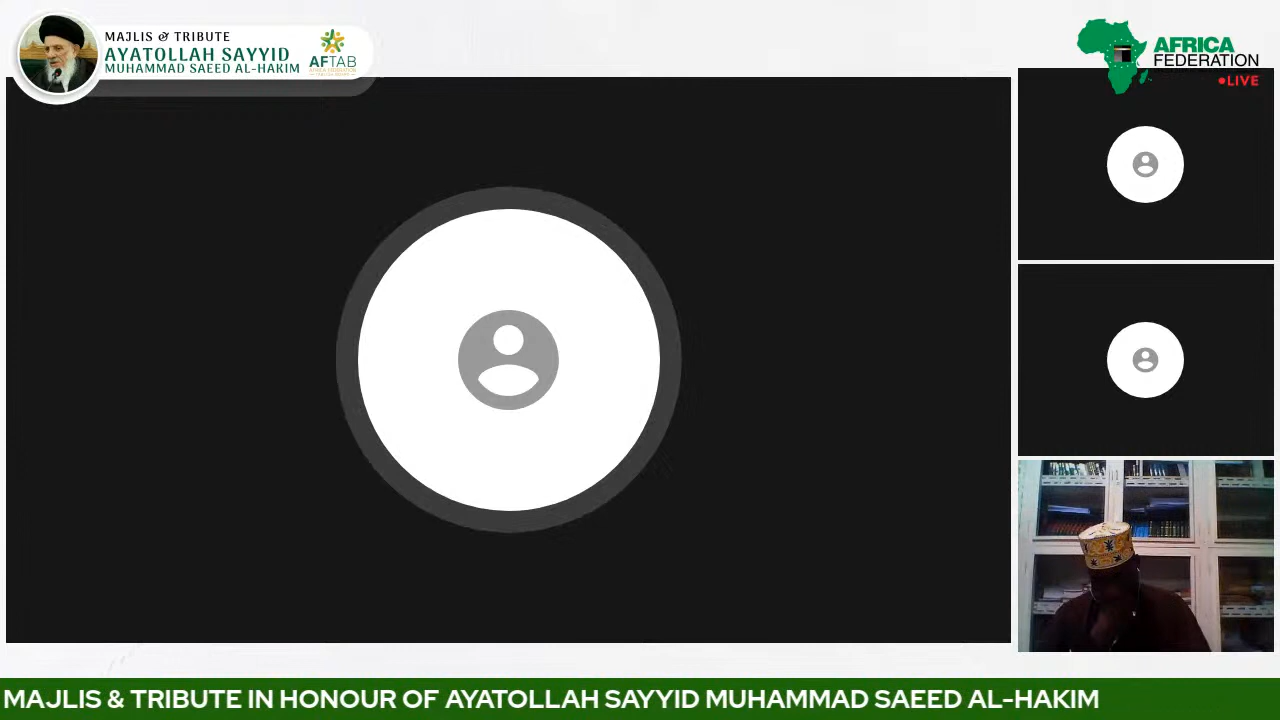 MAJLIS & TRIBUTE
AYATOLLAH SAYYID
MUHAMMAD SAEED AL-HAKIM
AFTAB
AFRICA
FEDERATION
LIVE
MAJLIS & TRIBUTE IN HONOUR OF AYATOLLAH SAYYID MUHAMMAD SAEED AL-HAKIM